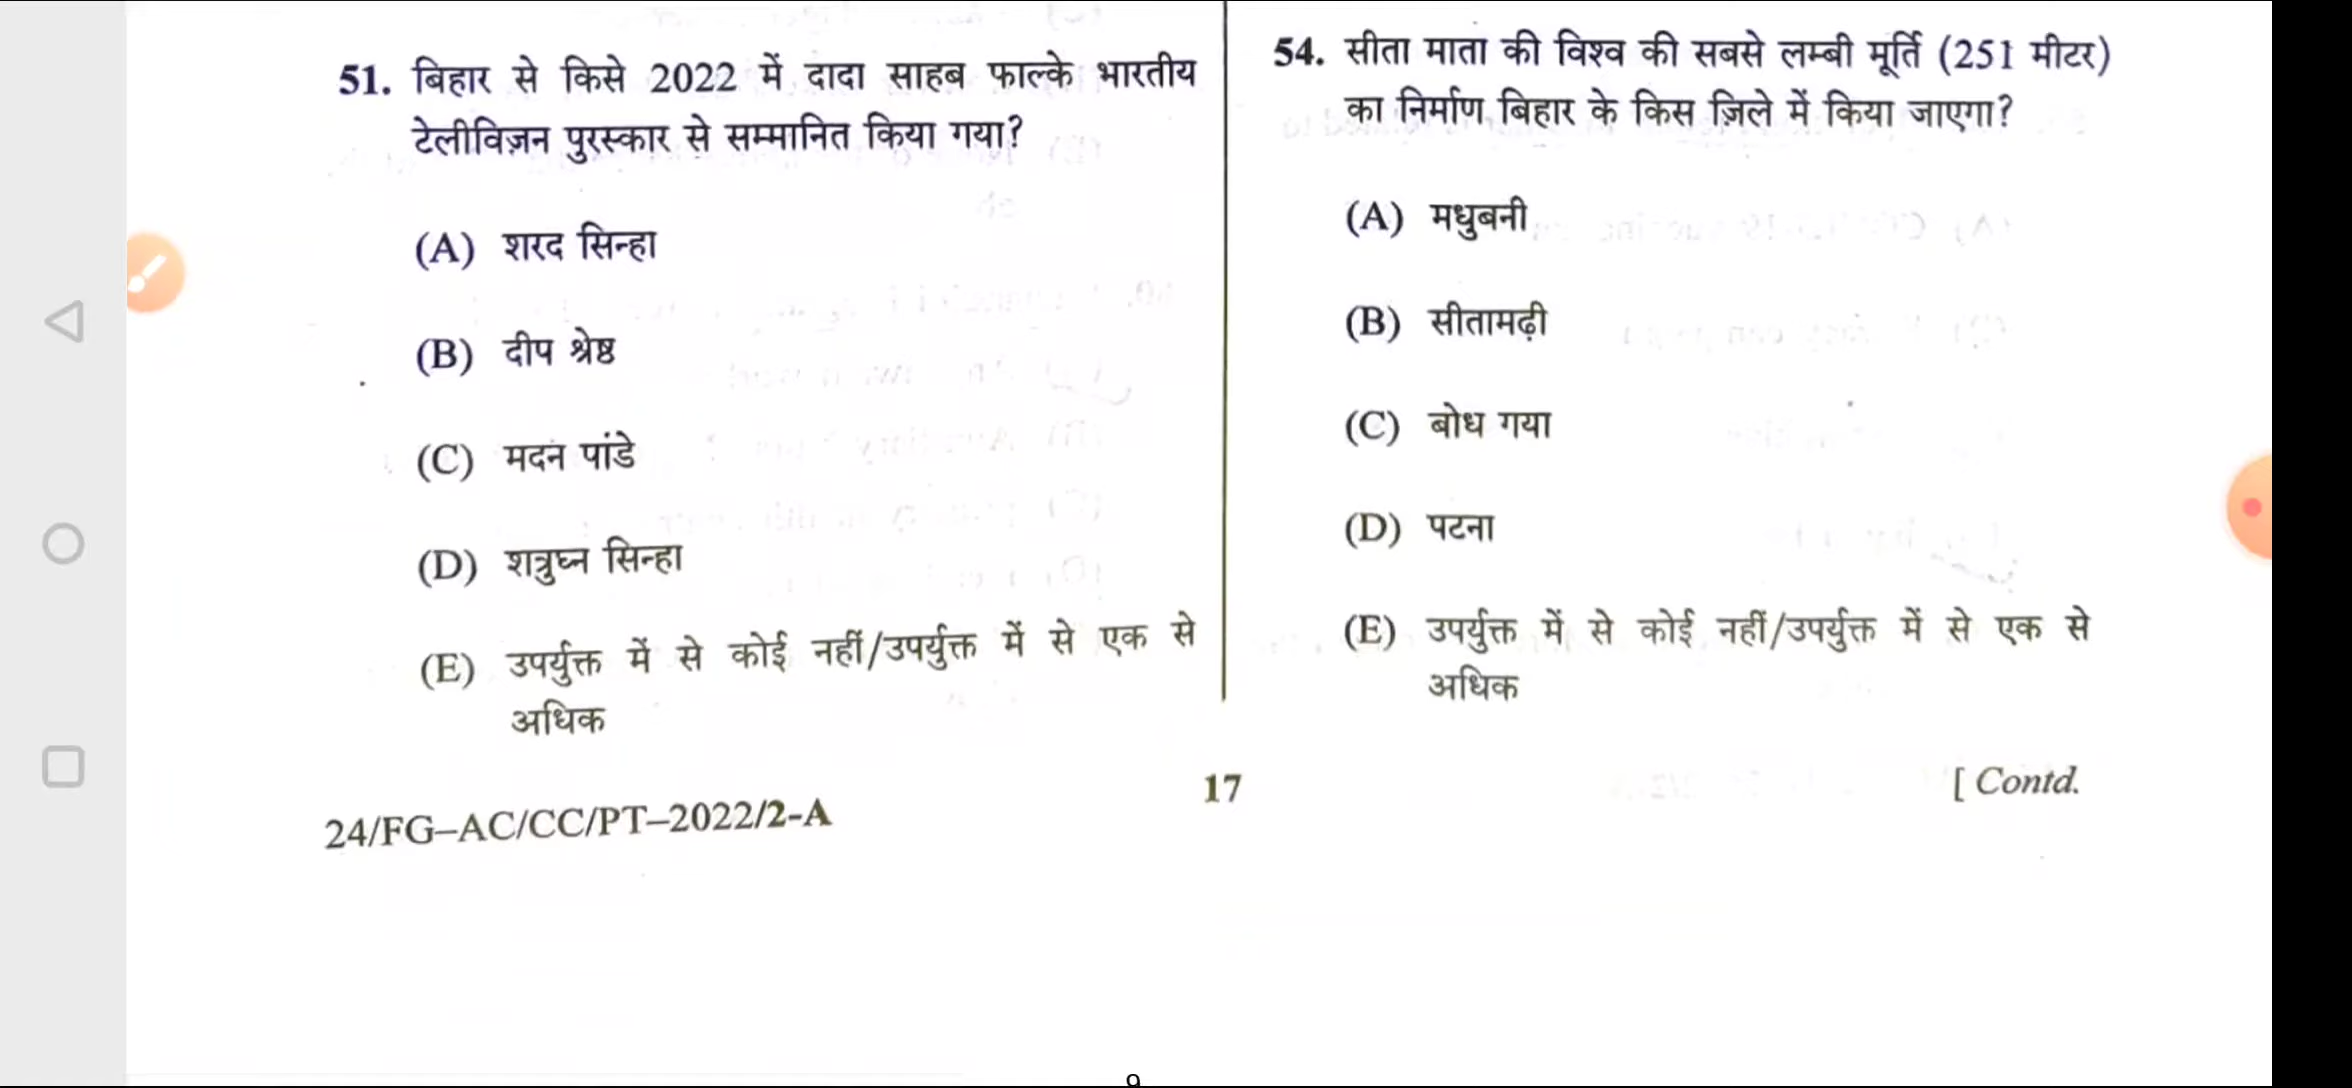 51. बिहार से किसे 2022 में दादा साहब फाल्के भारतीय
टेलीविज़न पुरस्कार से सम्मानित किया गया?
(A) शरद सिन्हा
(B) दीप श्रेष्ठ
(C) मदन पांडे
(D) शत्रुघ्न सिन्हा
(E) उपर्युक्त में से कोई नहीं/उपर्युक्त में से एक से
अधिक
54. सीता माता की विश्व की सबसे लम्बी मूर्ति (251 मीटर)
का निर्माण बिहार के किस ज़िले में किया जाएगा?
(A) मधुबनी
(B) सीतामढ़ी
(C) बोध गया
(D) पटना
(E) उपर्युक्त में से कोई नहीं/उपर्युक्त में से एक से
अधिक
24/FG–AC/CC/PT–2022/2-A
17
[ Contd.